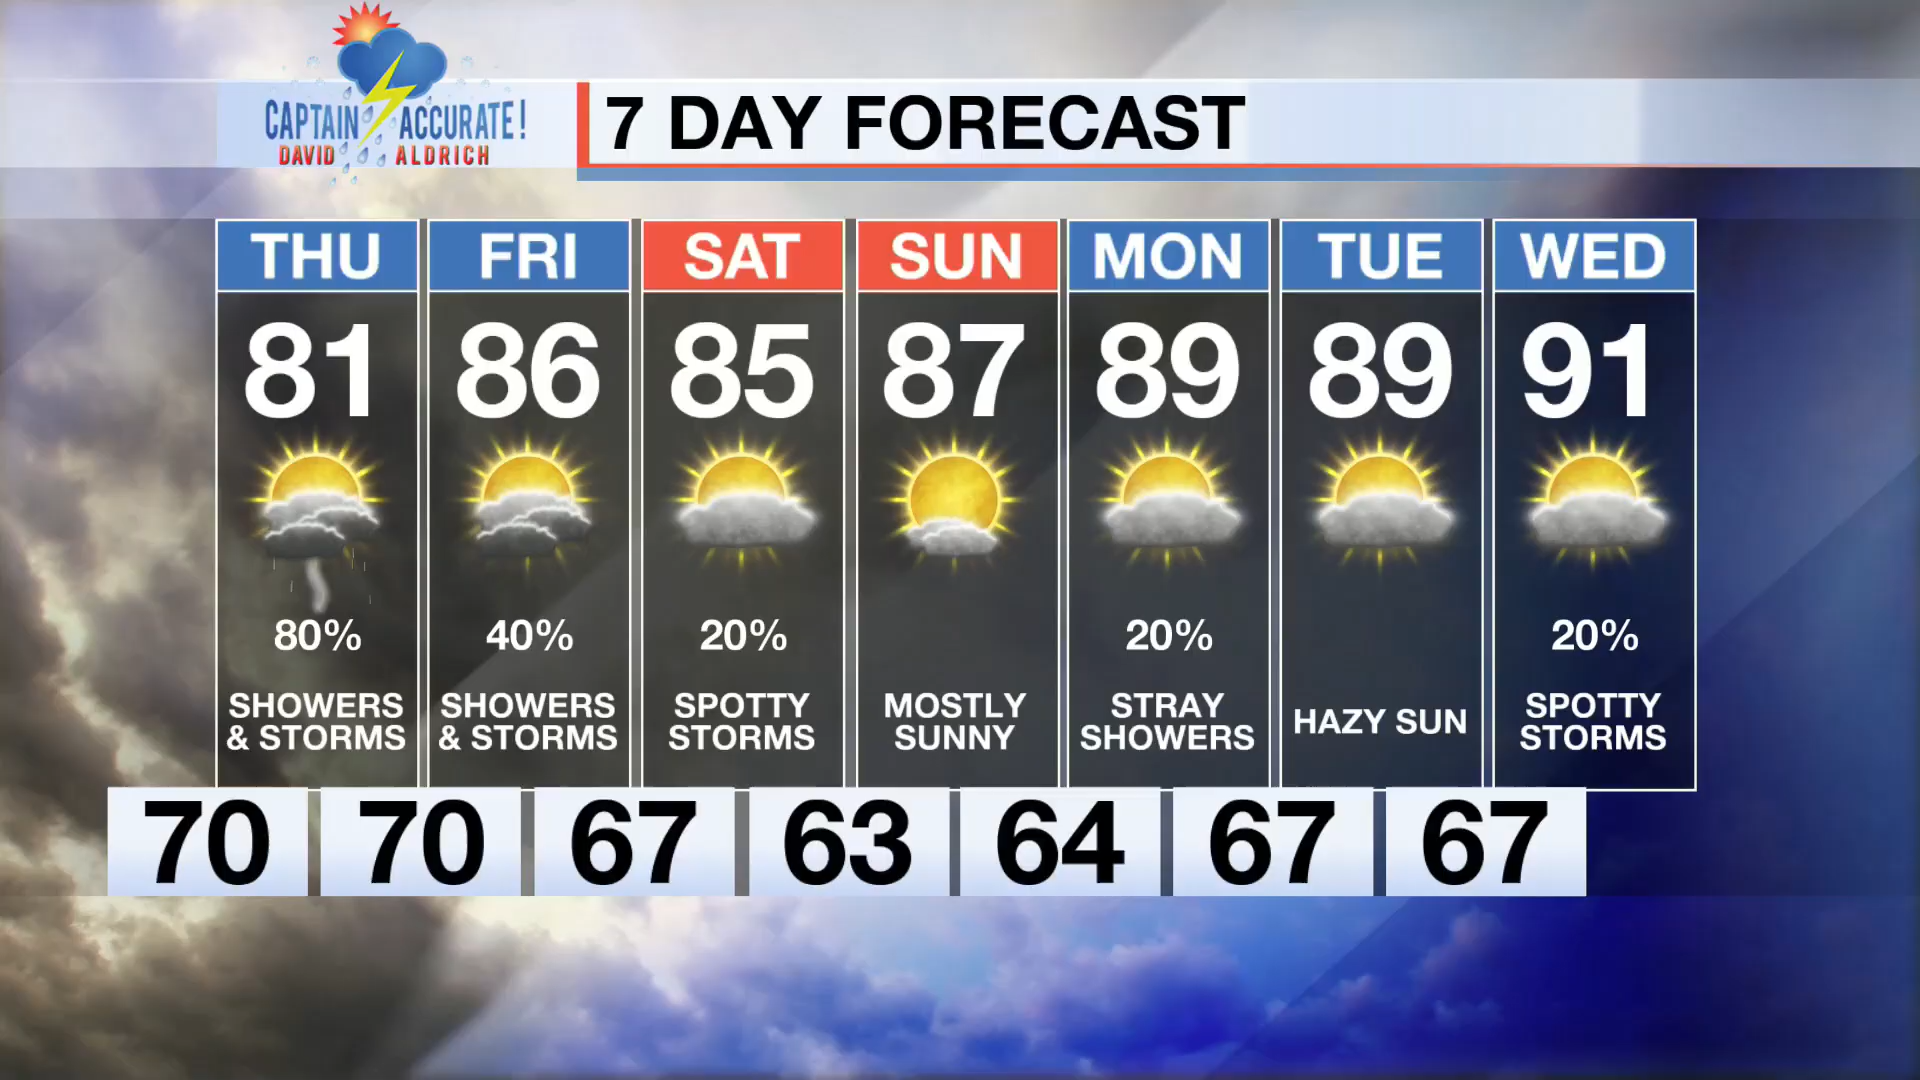 CAPTAIN ACCURATE!
DAVID ALDRICH
7 DAY FORECAST
THU FRI SAT SUN MON TUE WED
81 86 85 87 89 89 91
80% 40% 20% 20% 20%
SHOWERS & STORMS
SHOWERS & STORMS
SPOTTY STORMS
MOSTLY SUNNY
STRAY SHOWERS
HAZY SUN
SPOTTY STORMS
70 70 67 63 64 67 67